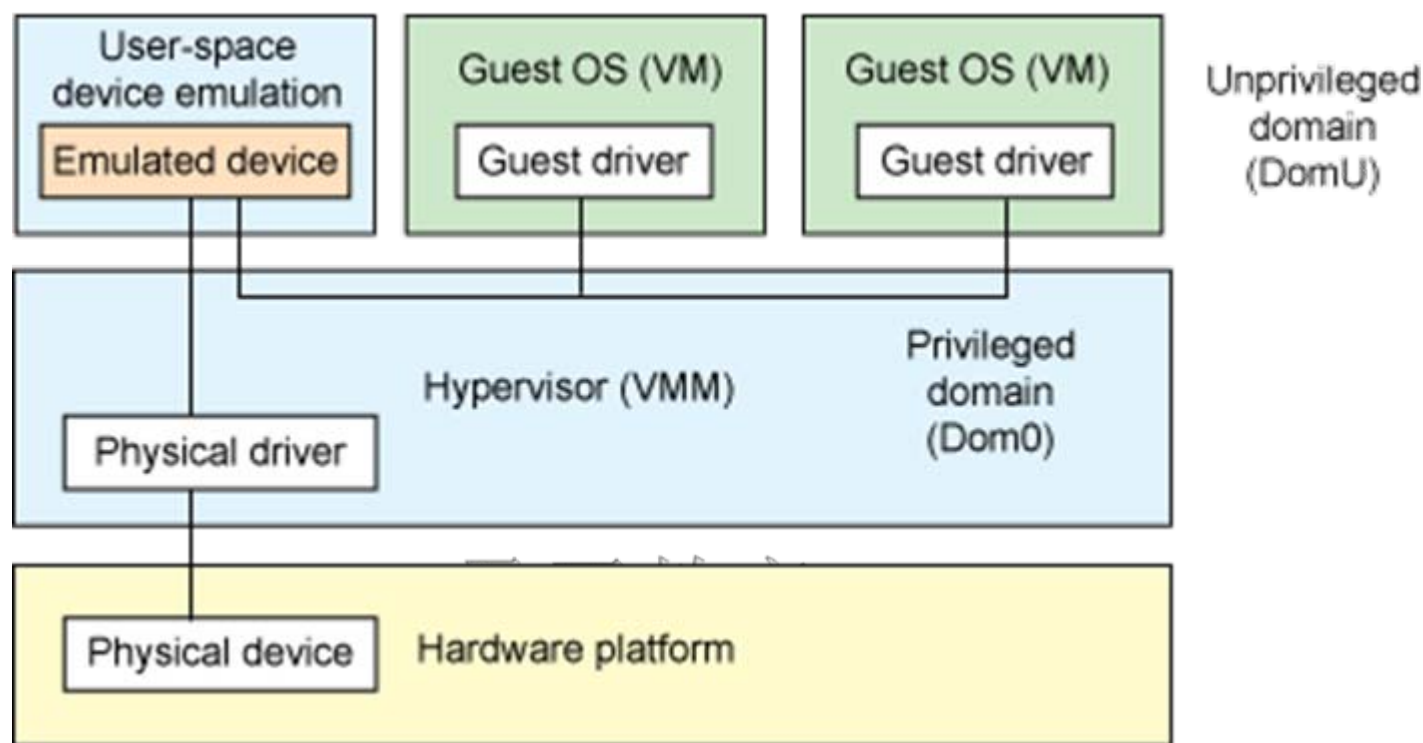 User-space
device emulation
Emulated device
Guest OS (VM)
Guest driver
Guest OS (VM)
Guest driver
Unprivileged
domain
(DomU)
Hypervisor (VMM)
Privileged
domain
(Dom0)
Physical driver
Physical device
Hardware platform